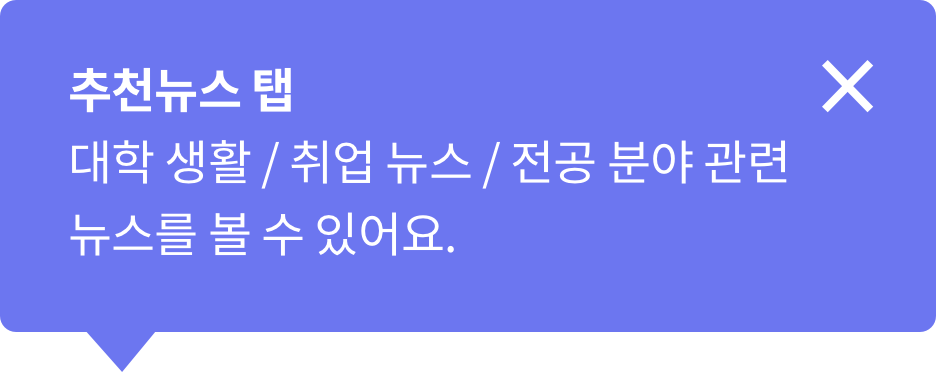 추천뉴스 탭
대학 생활 / 취업 뉴스 / 전공 분야 관련
뉴스를 볼 수 있어요.